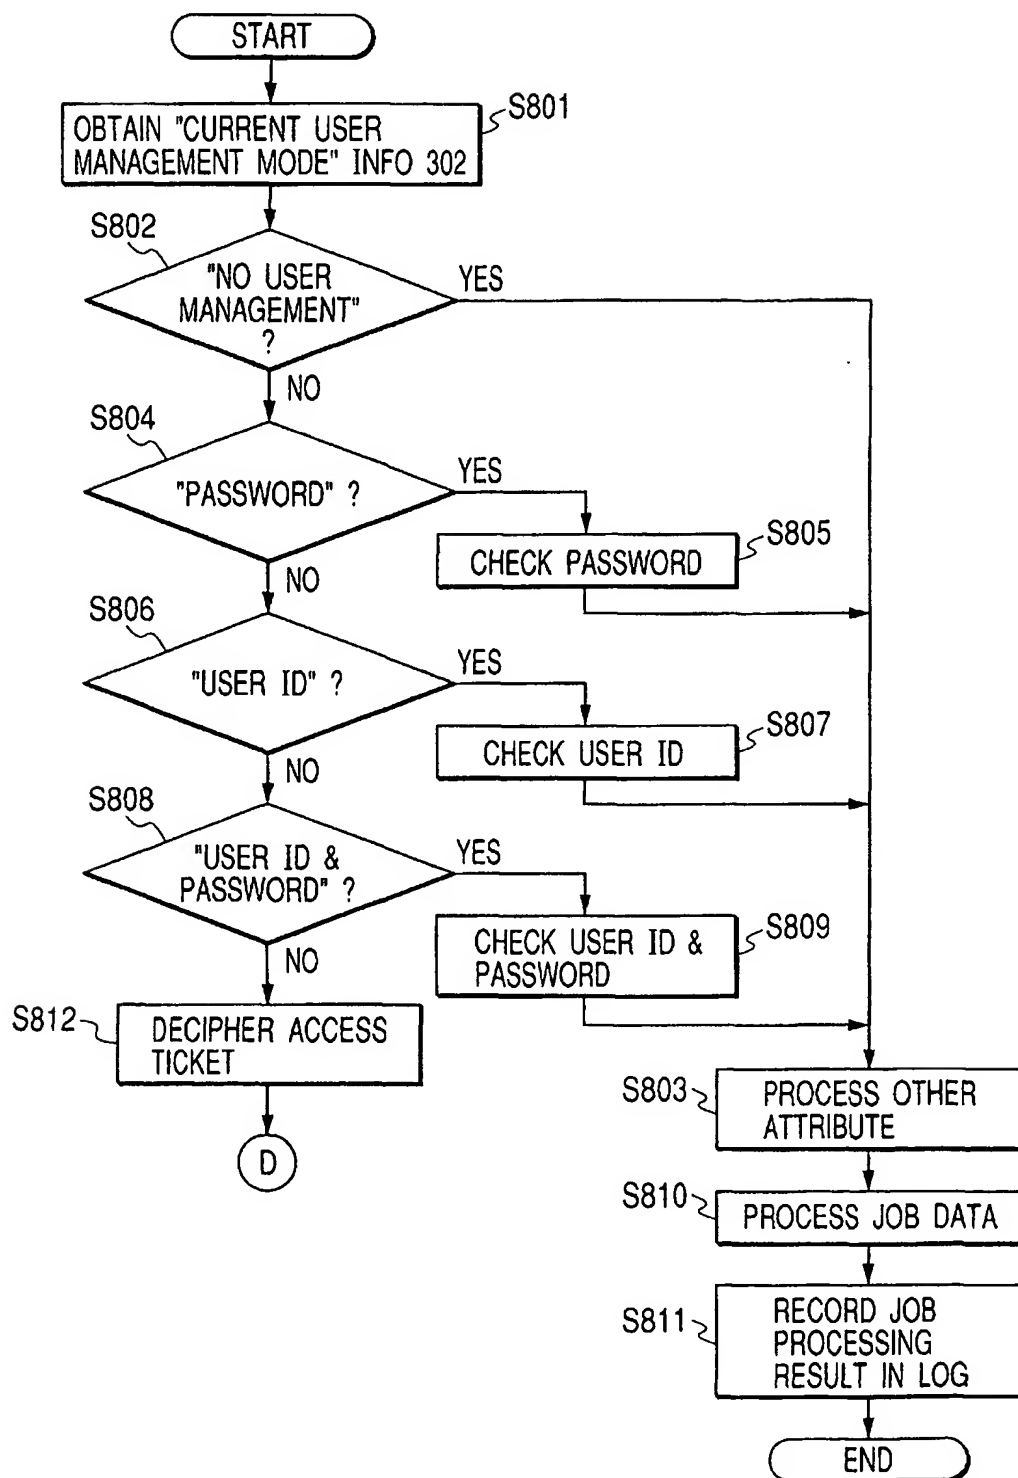 START
S801
OBTAIN "CURRENT USER
MANAGEMENT MODE" INFO 302
S802
"NO USER
MANAGEMENT"
?
YES
NO
S804
"PASSWORD" ?
YES
S805
CHECK PASSWORD
NO
S806
"USER ID" ?
YES
S807
CHECK USER ID
NO
S808
"USER ID &
PASSWORD" ?
YES
S809
CHECK USER ID &
PASSWORD
NO
S812
DECIPHER ACCESS
TICKET
D
S803
PROCESS OTHER
ATTRIBUTE
S810
PROCESS JOB DATA
S811
RECORD JOB
PROCESSING
RESULT IN LOG
END